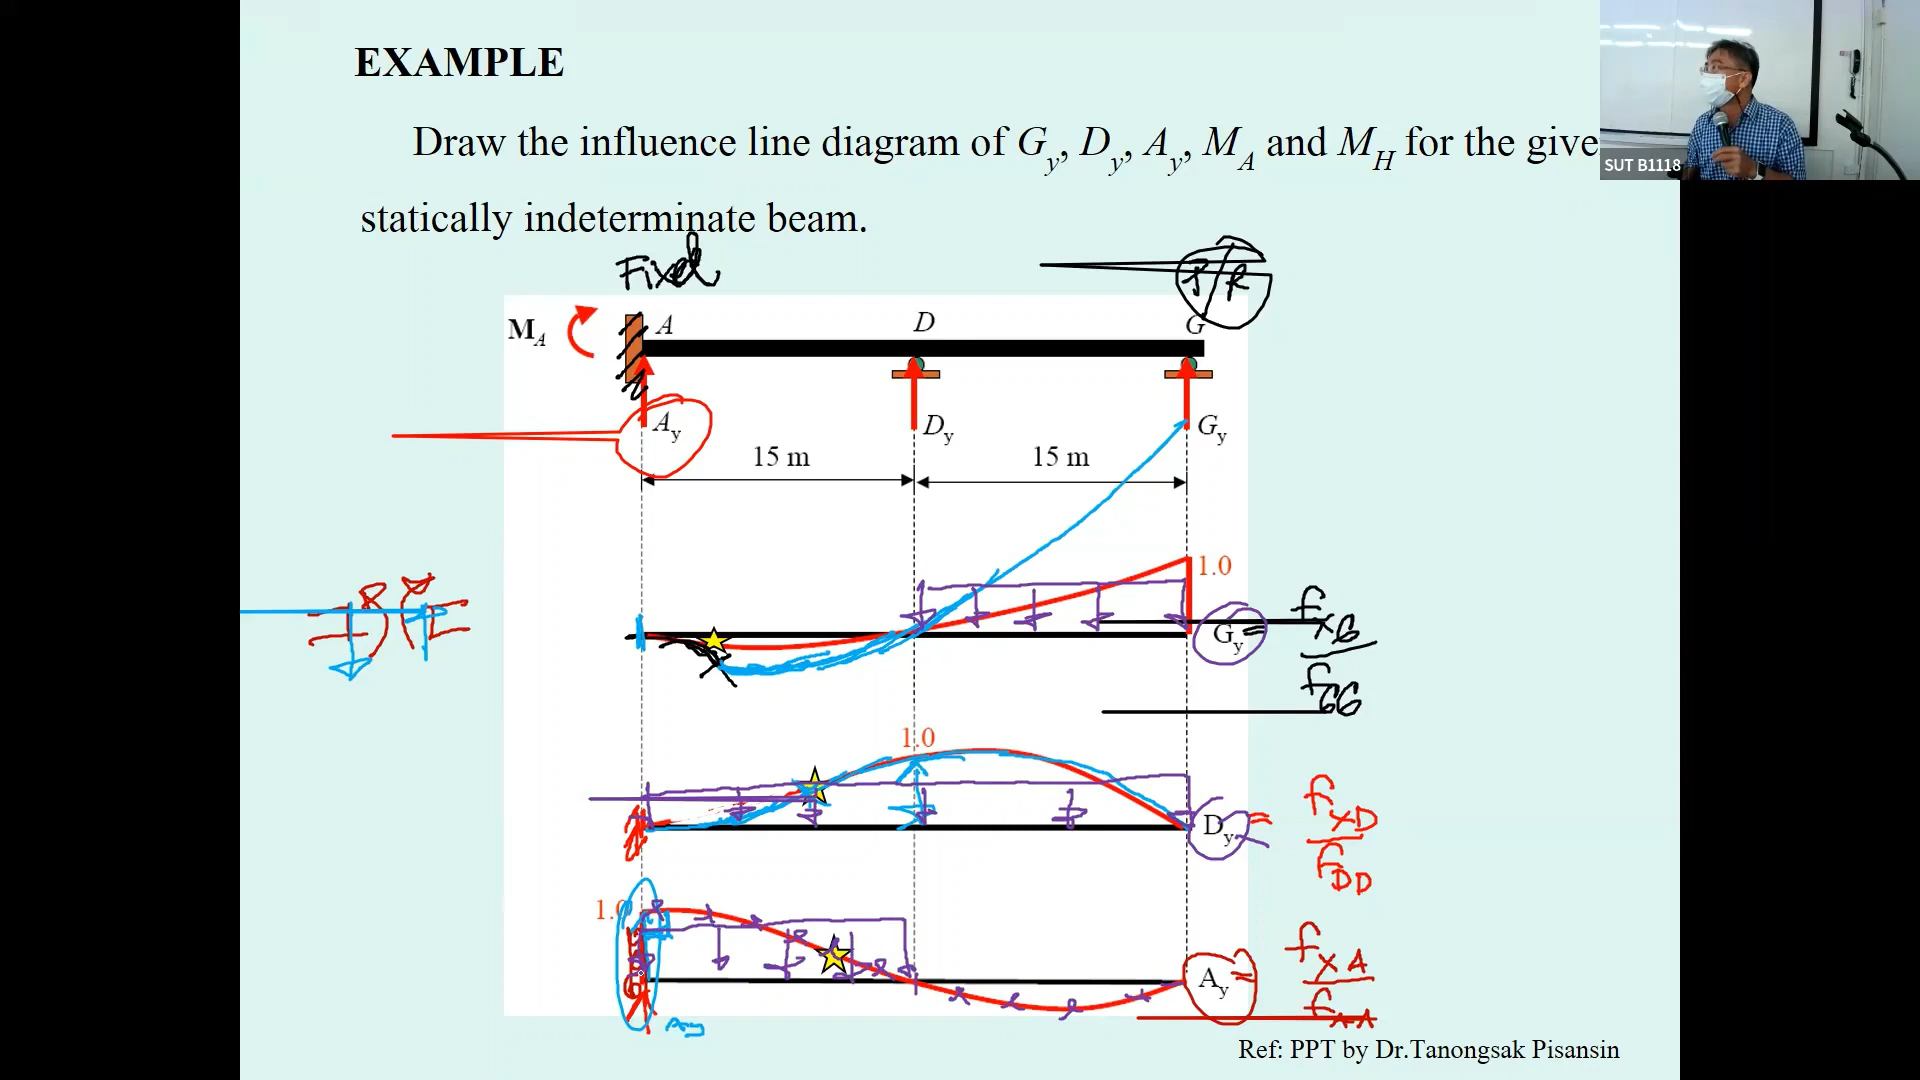 EXAMPLE
Draw the influence line diagram of Gy, Dy, Ay, MA and MH for the give
statically indeterminate beam.
SUT B1118
Fixed
P/R
MA
A
D
G
Ay
Dy
Gy
15 m
15 m
1.0
Gy =
fxG
fGG
1.0
Dy =
fxD
fDD
1.0
Ay =
fxA
fAA
Ay
Ref: PPT by Dr.Tanongsak Pisansin